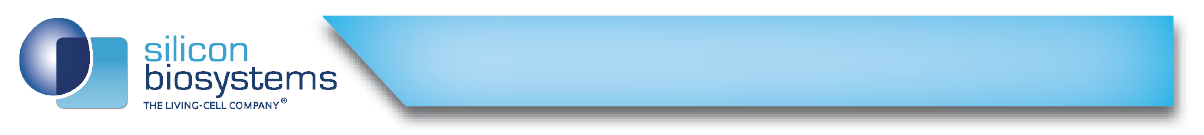 silicon
biosystems
THE LIVING-CELL COMPANY®